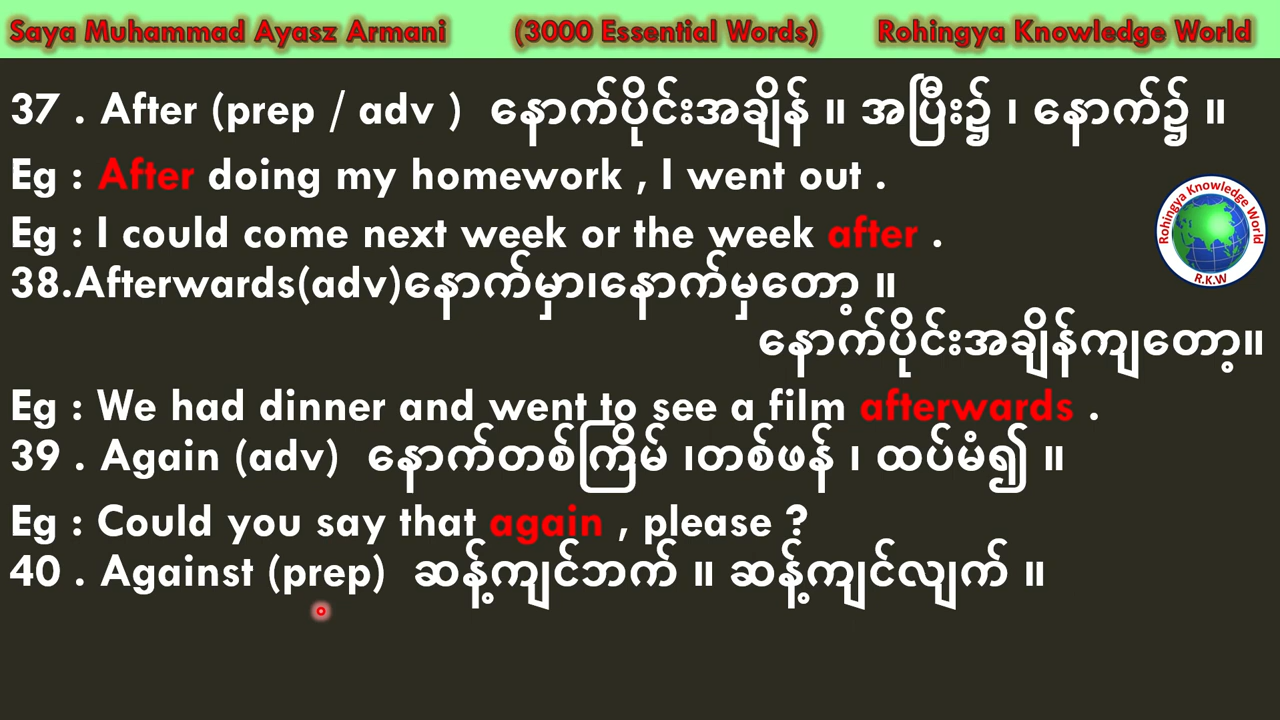 Saya Muhammad Ayasz Armani (3000 Essential Words) Rohingya Knowledge World
37 . After (prep / adv ) နောက်ပိုင်းအချိန် ။ အပြီး၌ ၊ နောက်၌ ။
Eg : After doing my homework , I went out .
Eg : I could come next week or the week after .
38.Afterwards(adv)နောက်မှာ၊နောက်မှတော့ ။
နောက်ပိုင်းအချိန်ကျတော့။
Eg : We had dinner and went to see a film afterwards .
39 . Again (adv) နောက်တစ်ကြိမ် ၊တစ်ဖန် ၊ ထပ်မံ၍ ။
Eg : Could you say that again , please ?
40 . Against (prep) ဆန့်ကျင်ဘက် ။ ဆန့်ကျင်လျက် ။
Rohingya Knowledge World
R.K.W